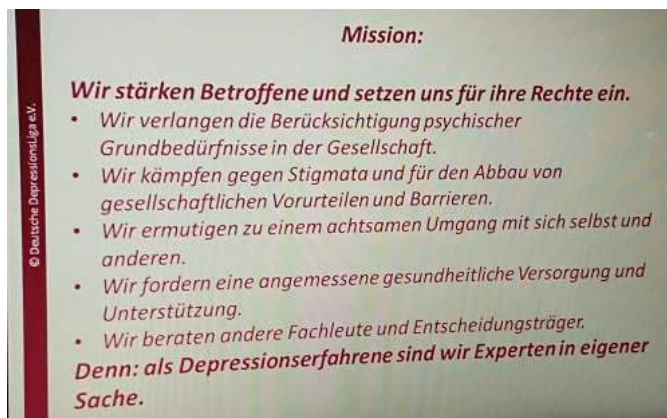 Mission:
Wir stärken Betroffene und setzen uns für ihre Rechte ein.
• Wir verlangen die Berücksichtigung psychischer
Grundbedürfnisse in der Gesellschaft.
• Wir kämpfen gegen Stigmata und für den Abbau von
gesellschaftlichen Vorurteilen und Barrieren.
• Wir ermutigen zu einem achtsamen Umgang mit sich selbst und
anderen.
• Wir fordern eine angemessene gesundheitliche Versorgung und
Unterstützung.
• Wir beraten andere Fachleute und Entscheidungsträger.
Denn: als Depressionserfahrene sind wir Experten in eigener
Sache.
© Deutsche DepressionsLiga e.V.